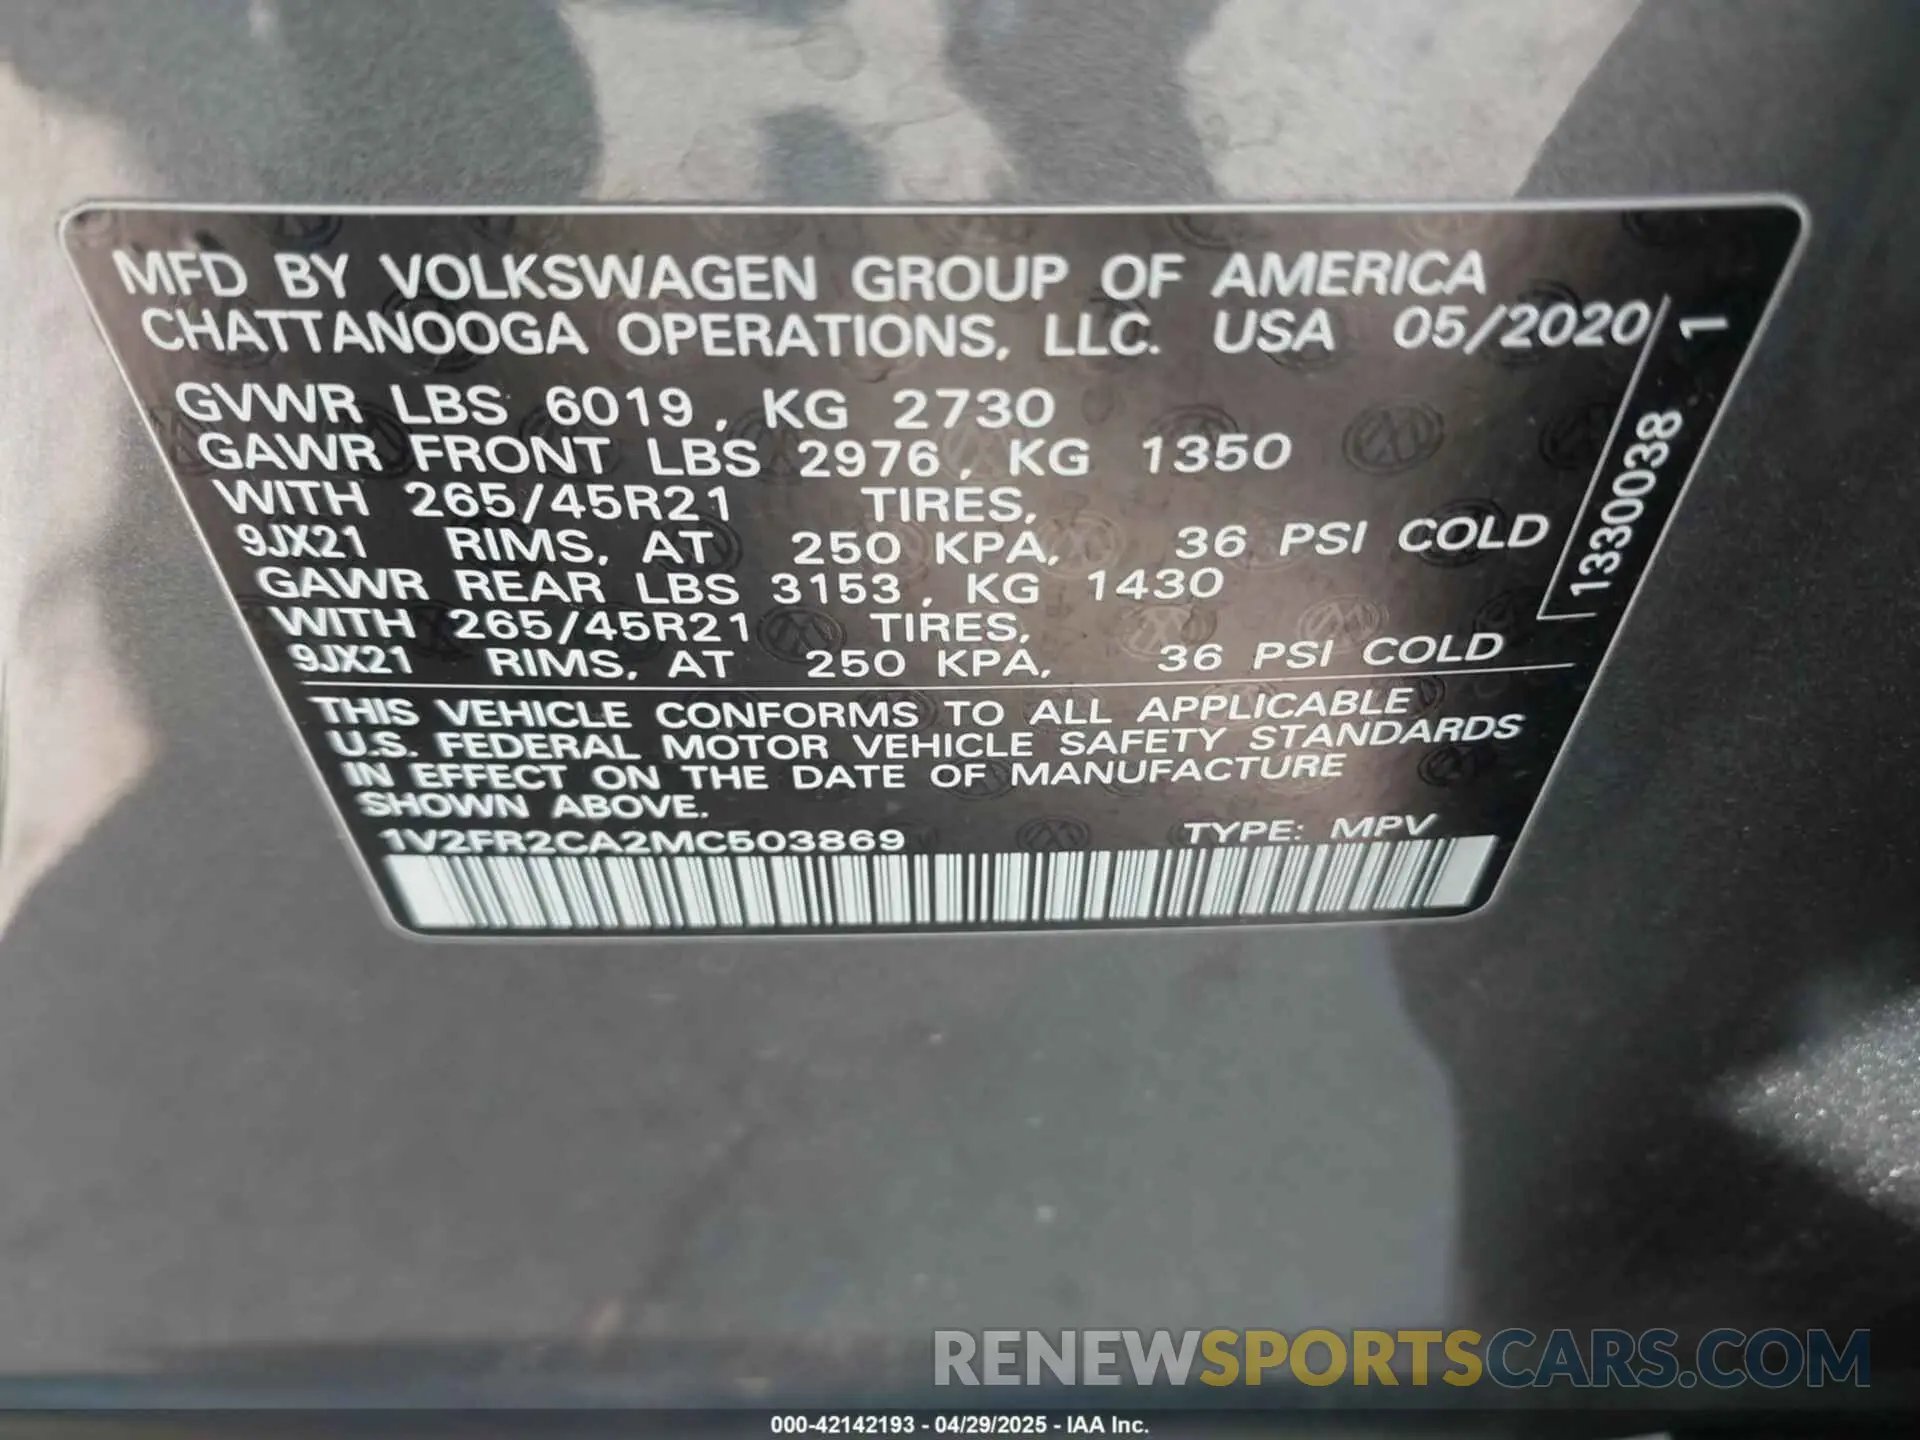 MFD BY VOLKSWAGEN GROUP OF AMERICA
CHATTANOOGA OPERATIONS, LLC. USA 05/2020
GVWR LBS 6019, KG 2730
GAWR FRONT LBS 2976, KG 1350
WITH 265/45R21 TIRES,
9JX21 RIMS, AT 250 KPA, 36 PSI COLD
GAWR REAR LBS 3153, KG 1430
WITH 265/45R21 TIRES,
9JX21 RIMS, AT 250 KPA, 36 PSI COLD
1330038 1
THIS VEHICLE CONFORMS TO ALL APPLICABLE
U.S. FEDERAL MOTOR VEHICLE SAFETY STANDARDS
IN EFFECT ON THE DATE OF MANUFACTURE
SHOWN ABOVE.
1V2FR2CA2MC503869 TYPE: MPV
RENEWSPORTSCARS.COM
000-42142193 - 04/29/2025 - IAA Inc.